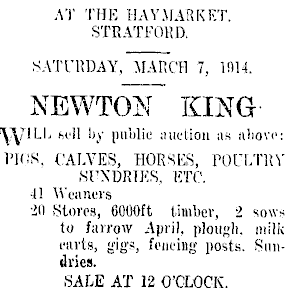 AT THE HAYMARKET.
STRATFORD.
SATURDAY, MARCH 7, 1914.
NEWTON KING
WILL sell by public auction as above:
PIGS, CALVES, HORSES, POULTRY
SUNDRIES, ETC.
41 Weaners
20 Stores, 6000ft timber, 2 sows
to farrow April, plough, milk
carts, gigs, fencing posts. Sun-
dries.
SALE AT 12 O'CLOCK.